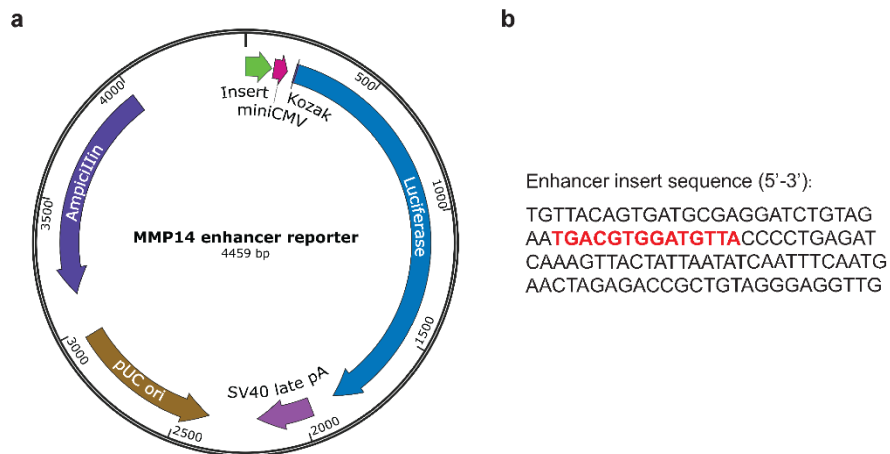 a
b
500
1000
1500
2000
2500
3000
3500
4000
Insert
miniCMV
Kozak
Luciferase
SV40 late pA
pUC ori
AmpiciIlin
MMP14 enhancer reporter
4459 bp
Enhancer insert sequence (5'-3'):
TGTTACAGTGATGCGAGGATCTGTAG
AATGACGTGGATGTTACCCCTGAGAT
CAAAGTTACTATTAATATCAATTTCAATG
AACTAGAGACCGCTGTAGGGAGGTTG